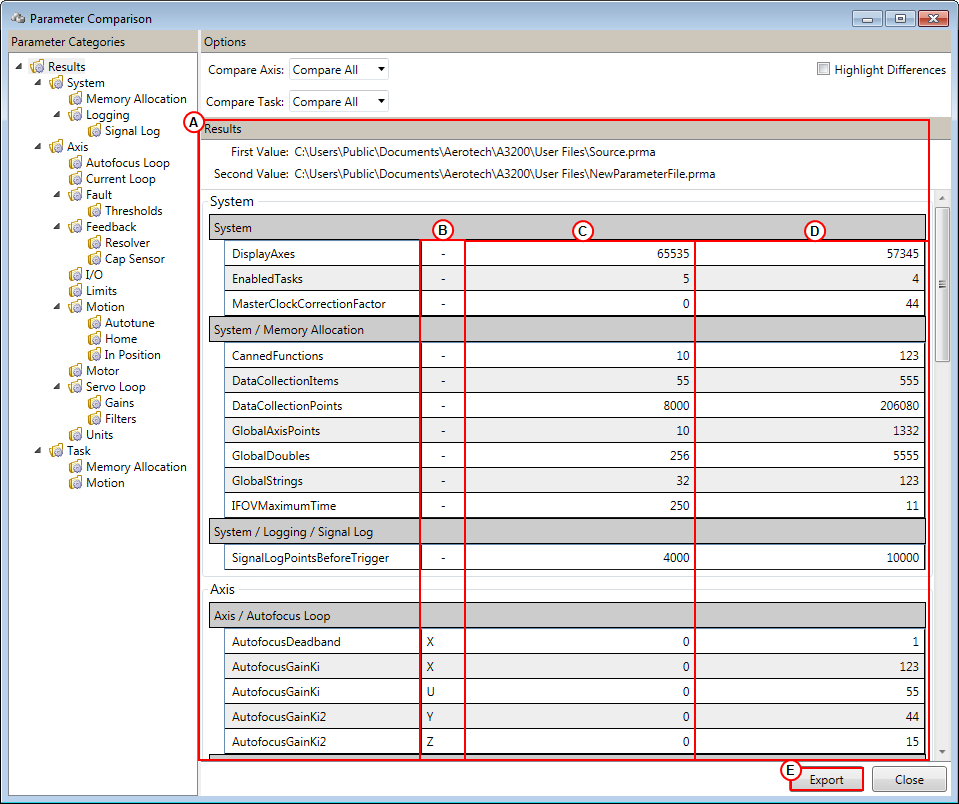 Parameter Comparison
Parameter Categories
Results
System
Memory Allocation
Logging
Signal Log
Axis
Autofocus Loop
Current Loop
Fault
Thresholds
Feedback
Resolver
Cap Sensor
I/O
Limits
Motion
Autotune
Home
In Position
Motor
Servo Loop
Gains
Filters
Units
Task
Memory Allocation
Motion
Options
Compare Axis: Compare All
Highlight Differences
Compare Task: Compare All
A
Results
First Value: C:\Users\Public\Documents\Aerotech\A3200\User Files\Source.prma
Second Value: C:\Users\Public\Documents\Aerotech\A3200\User Files\NewParameterFile.prma
System
System B C D
DisplayAxes - 65535 57345
EnabledTasks - 5 4
MasterClockCorrectionFactor - 0 44
System / Memory Allocation
CannedFunctions - 10 123
DataCollectionItems - 55 555
DataCollectionPoints - 8000 206080
GlobalAxisPoints - 10 1332
GlobalDoubles - 256 5555
GlobalStrings - 32 123
IFOVMaximumTime - 250 11
System / Logging / Signal Log
SignalLogPointsBeforeTrigger - 4000 10000
Axis
Axis / Autofocus Loop
AutofocusDeadband X 0 1
AutofocusGainKi X 0 123
AutofocusGainKi U 0 55
AutofocusGainKi2 Y 0 44
AutofocusGainKi2 Z 0 15
E
Export
Close